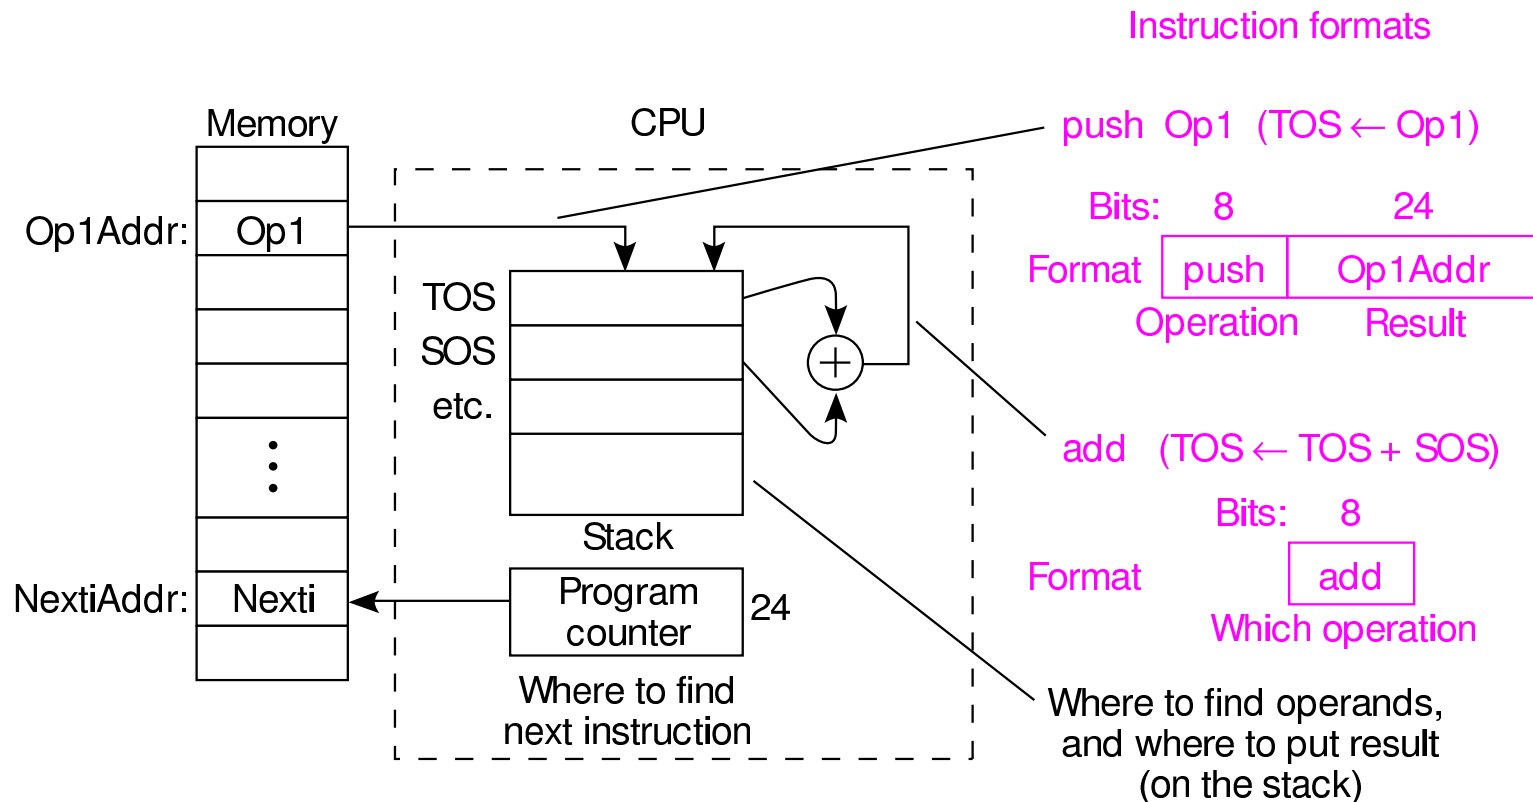 Instruction formats
Memory
CPU
push Op1 (TOS ← Op1)
Bits: 8 24
Op1Addr: Op1
Format push Op1Addr
Operation Result
TOS
SOS
etc.
+
add (TOS ← TOS + SOS)
Bits: 8
Format add
Which operation
Stack
NextiAddr: Nexti
Program
counter
24
Where to find
next instruction
Where to find operands,
and where to put result
(on the stack)